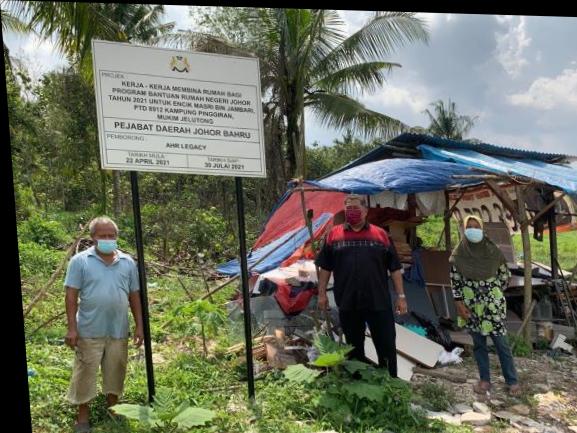 PROJEK:
KERJA - KERJA MEMBINA RUMAH BAGI
PROGRAM BANTUAN RUMAH NEGERI JOHOR
TAHUN 2021 UNTUK ENCIK MASRI BIN JAMBARI,
PTD 8912 KAMPUNG PINGGIRAN,
MUKIM JELUTONG
PEJABAT DAERAH JOHOR BAHRU
PEMBORONG:
AHR LEGACY
TARIKH MULA
TARIKH SIAP
22 APRIL 2021
30 JULAI 2021